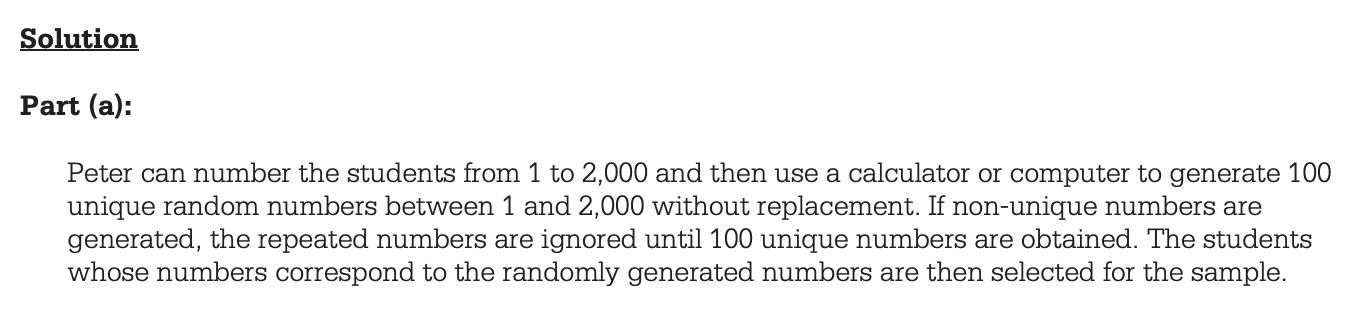 Solution
Part (a):
Peter can number the students from 1 to 2,000 and then use a calculator or computer to generate 100
unique random numbers between 1 and 2,000 without replacement. If non-unique numbers are
generated, the repeated numbers are ignored until 100 unique numbers are obtained. The students
whose numbers correspond to the randomly generated numbers are then selected for the sample.